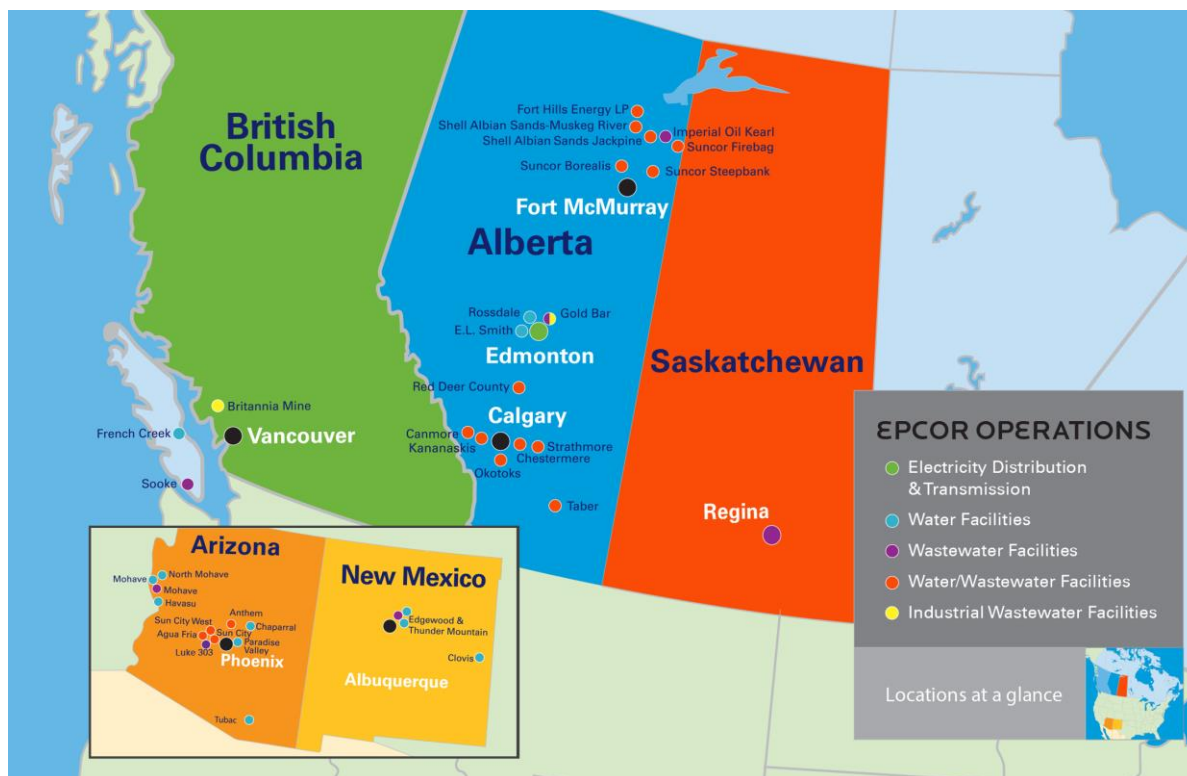 British
Columbia
Fort Hills Energy LP
Shell Albian Sands-Muskeg River
Shell Albian Sands Jackpine
Imperial Oil Kearl
Suncor Firebag
Suncor Borealis
Suncor Steepbank
Fort McMurray
Alberta
Rossdale
Gold Bar
E.L. Smith
Edmonton
Saskatchewan
Red Deer County
Calgary
Britannia Mine
French Creek
Vancouver
Canmore
Kananaskis
Strathmore
Chestermere
Okotoks
Sooke
Taber
Regina
EPCOR OPERATIONS
Electricity Distribution
& Transmission
Water Facilities
Wastewater Facilities
Water/Wastewater Facilities
Industrial Wastewater Facilities
Locations at a glance
Arizona
New Mexico
Mohave
North Mohave
Mohave
Havasu
Anthem
Sun City West
Chaparral
Agua Fria
Sun City
Paradise
Valley
Luke 303
Phoenix
Edgewood &
Thunder Mountain
Clovis
Albuquerque
Tubac